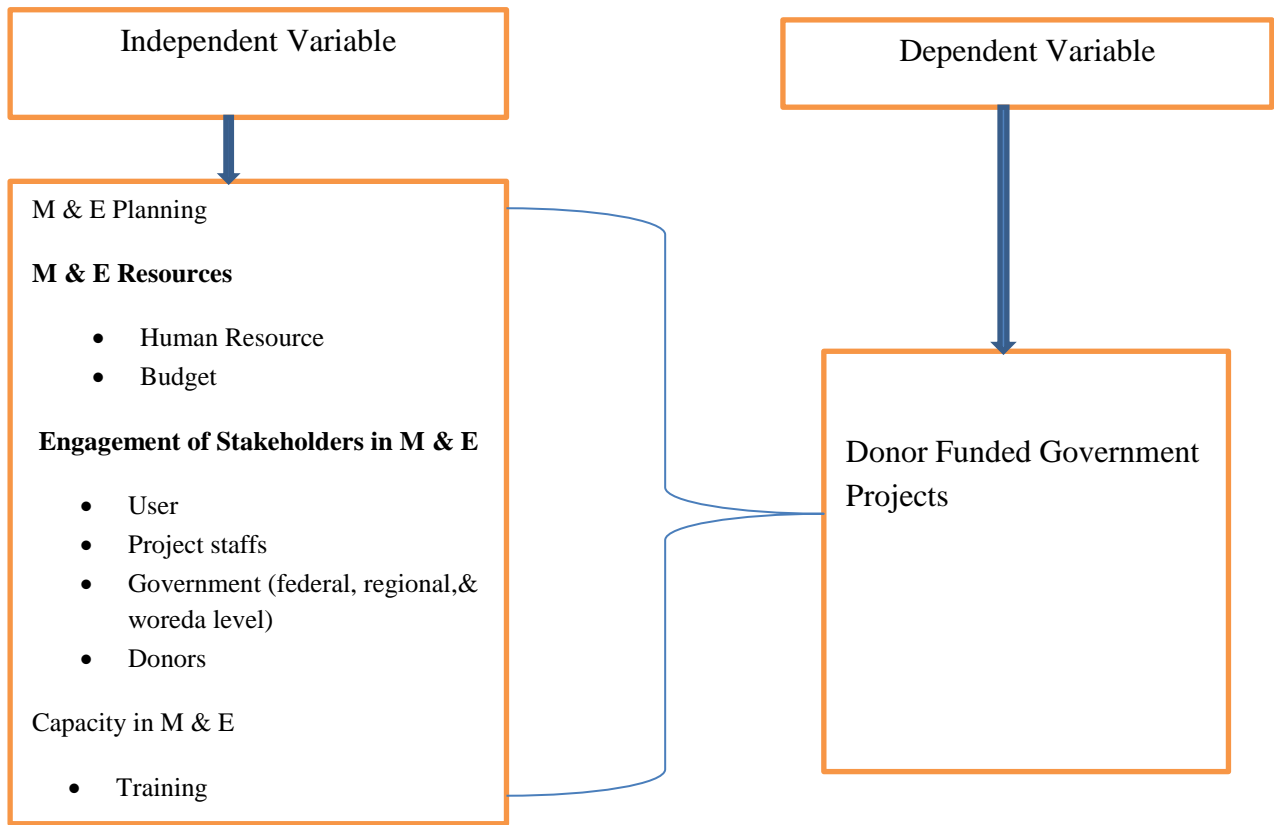 Independent Variable
Dependent Variable
M & E Planning
M & E Resources
• Human Resource
• Budget
Engagement of Stakeholders in M & E
• User
• Project staffs
• Government (federal, regional,&
woreda level)
• Donors
Capacity in M & E
• Training
Donor Funded Government
Projects